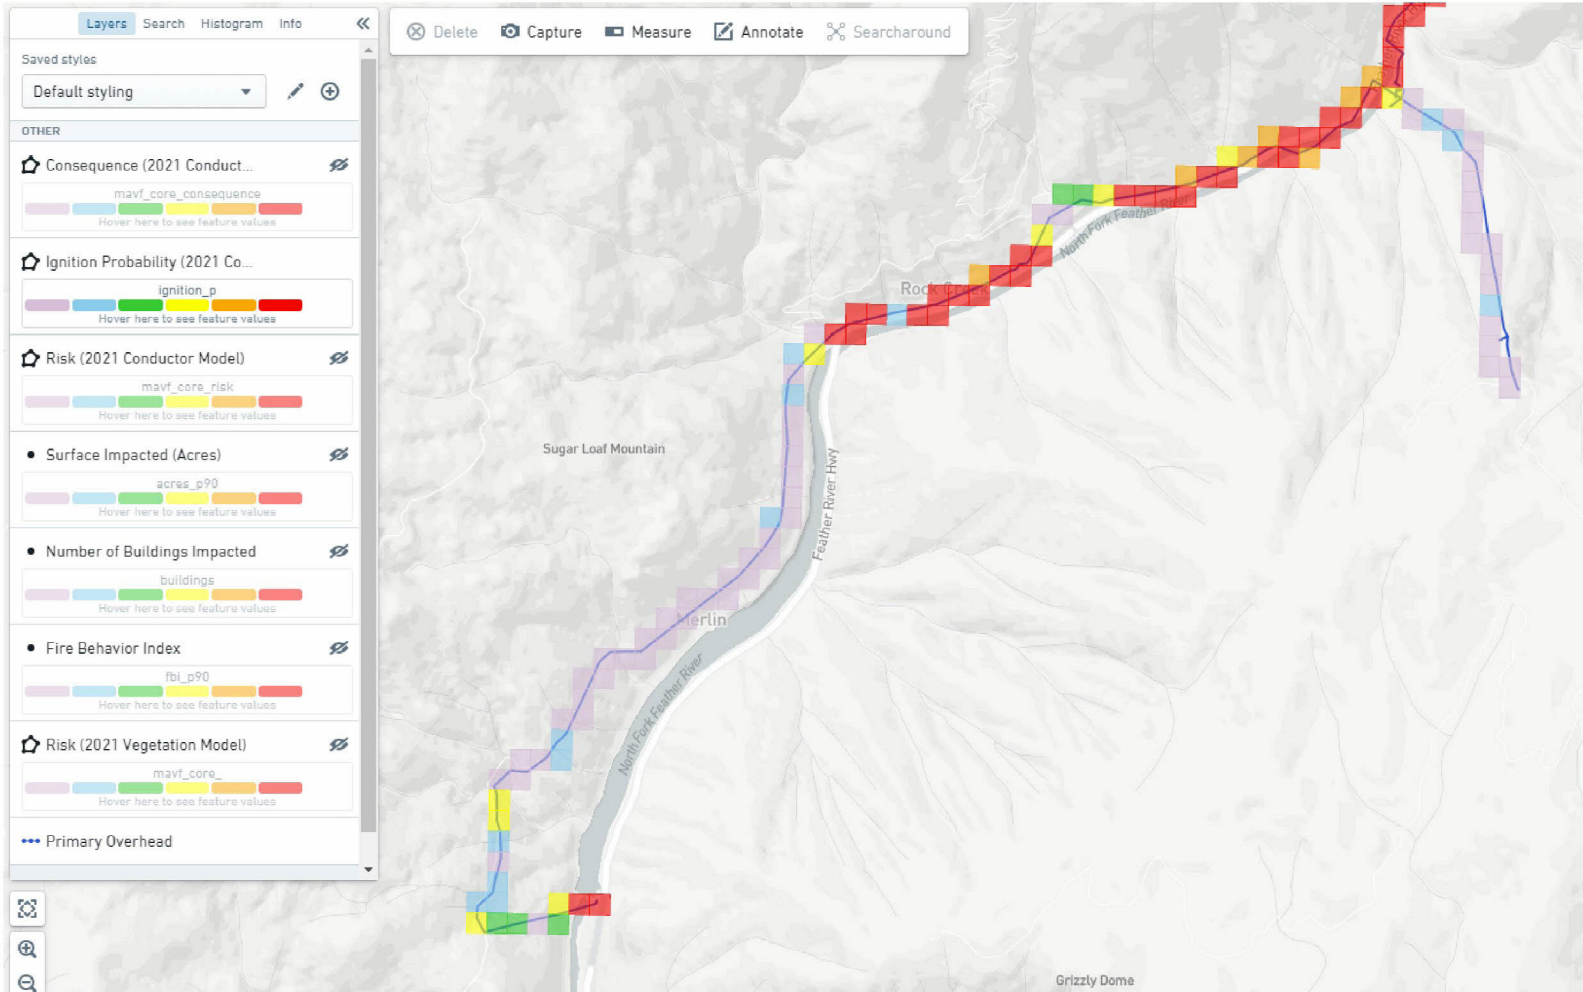 Layers Search Histogram Info
Delete Capture Measure Annotate Searcharound
Saved styles
Default styling
OTHER
Consequence (2021 Conduct...
mavf_core_consequence
Hover here to see feature values
Ignition Probability (2021 Co...
ignition_p
Hover here to see feature values
Risk (2021 Conductor Model)
mavf_core_risk
Hover here to see feature values
Surface Impacted (Acres)
acres_p90
Hover here to see feature values
Number of Buildings Impacted
buildings
Hover here to see feature values
Fire Behavior Index
fbi_p90
Hover here to see feature values
Risk (2021 Vegetation Model)
mavf_core_
Hover here to see feature values
Primary Overhead
North Fork Feather River
Rock Creek
Sugar Loaf Mountain
Feather River Hwy
Merlin
North Fork Feather River
Grizzly Dome